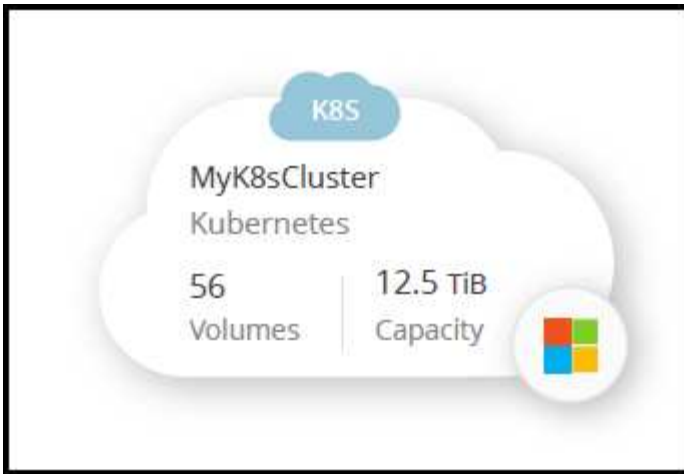 K8S
MyK8sCluster
Kubernetes
56
Volumes
12.5 TiB
Capacity